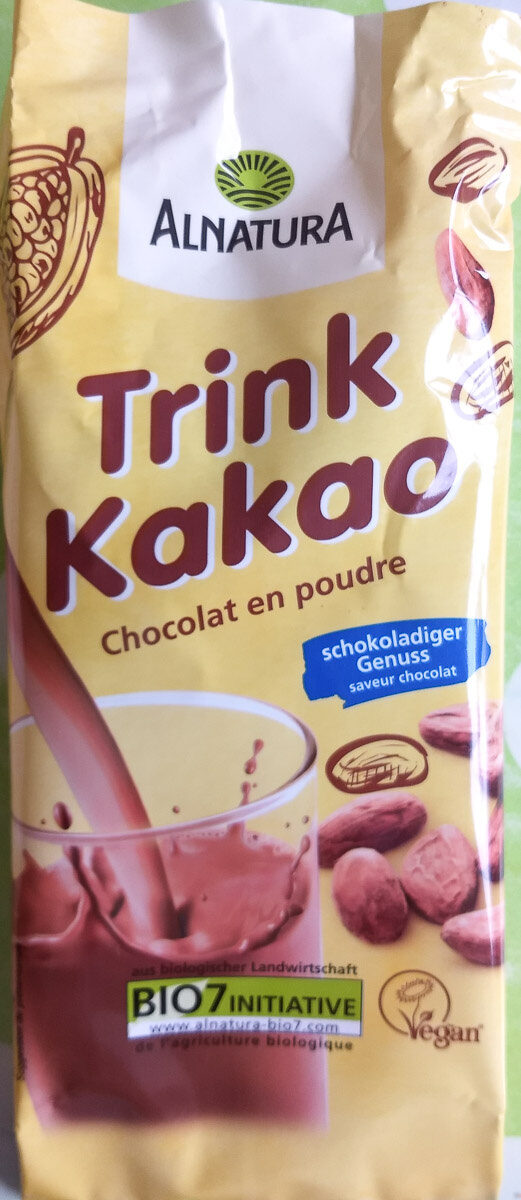 ALNATURA
Trink
Kakao
Chocolat en poudre
schokoladiger
Genuss
saveur chocolat
aus biologischer Landwirtschaft
BIO7 INITIATIVE
www.alnatura-bio7.com
de l'agriculture biologique
Vegan